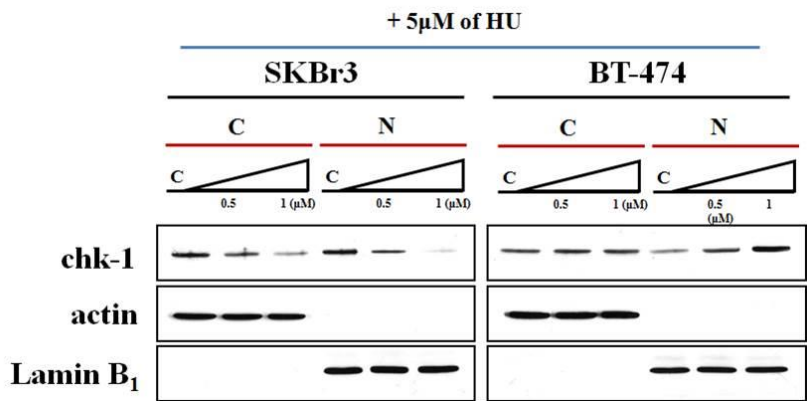 + 5μM of HU
SKBr3 BT-474
C N C N
C C C C
0.5 1 (μM) 0.5 1 (μM) 0.5 1 (μM) 0.5 1
(μM)
chk-1
actin
Lamin B₁